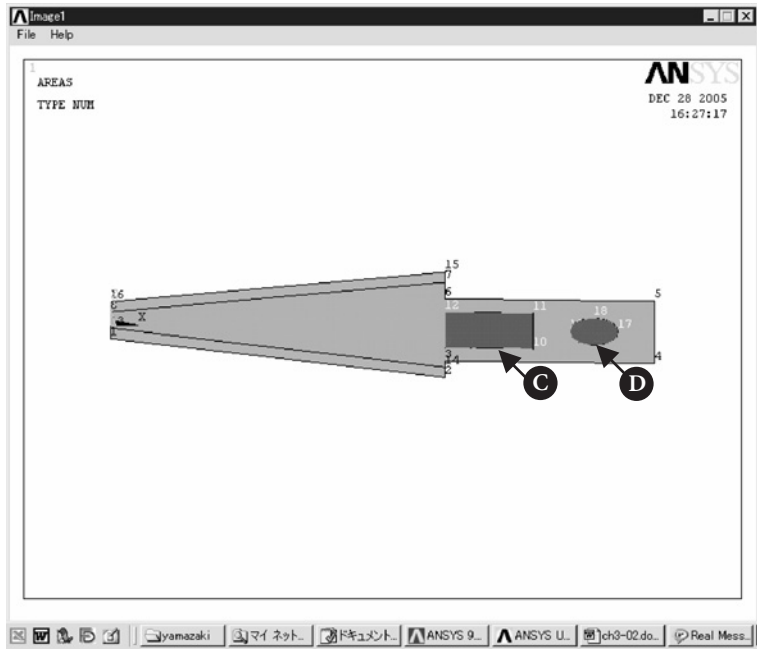 Image1
File Help
1
AREAS
TYPE NUM
ANSYS
DEC 28 2005
16:27:17
15
7
6
16
X
1
12
11
18
17
10
5
3
14
2
4
C
D
yamazaki
マイ ネット...
ドキュメント...
ANSYS 9...
ANSYS U...
ch3-02.do...
Real Mess...